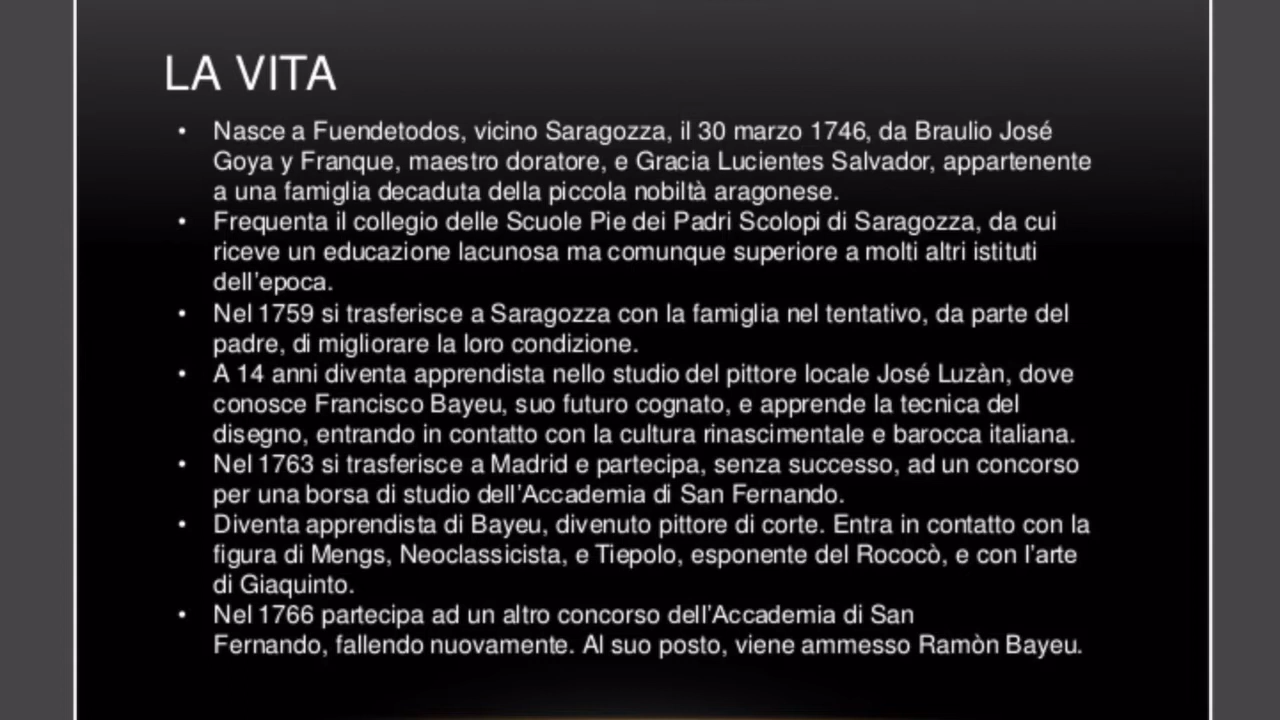 LA VITA
• Nasce a Fuendetodos, vicino Saragozza, il 30 marzo 1746, da Braulio José
Goya y Franque, maestro doratore, e Gracia Lucientes Salvador, appartenente
a una famiglia decaduta della piccola nobiltà aragonese.
• Frequenta il collegio delle Scuole Pie dei Padri Scolopi di Saragozza, da cui
riceve un educazione lacunosa ma comunque superiore a molti altri istituti
dell'epoca.
• Nel 1759 si trasferisce a Saragozza con la famiglia nel tentativo, da parte del
padre, di migliorare la loro condizione.
• A 14 anni diventa apprendista nello studio del pittore locale José Luzàn, dove
conosce Francisco Bayeu, suo futuro cognato, e apprende la tecnica del
disegno, entrando in contatto con la cultura rinascimentale e barocca italiana.
• Nel 1763 si trasferisce a Madrid e partecipa, senza successo, ad un concorso
per una borsa di studio dell'Accademia di San Fernando.
• Diventa apprendista di Bayeu, divenuto pittore di corte. Entra in contatto con la
figura di Mengs, Neoclassicista, e Tiepolo, esponente del Rococò, e con l'arte
di Giaquinto.
• Nel 1766 partecipa ad un altro concorso dell'Accademia di San
Fernando, fallendo nuovamente. Al suo posto, viene ammesso Ramòn Bayeu.